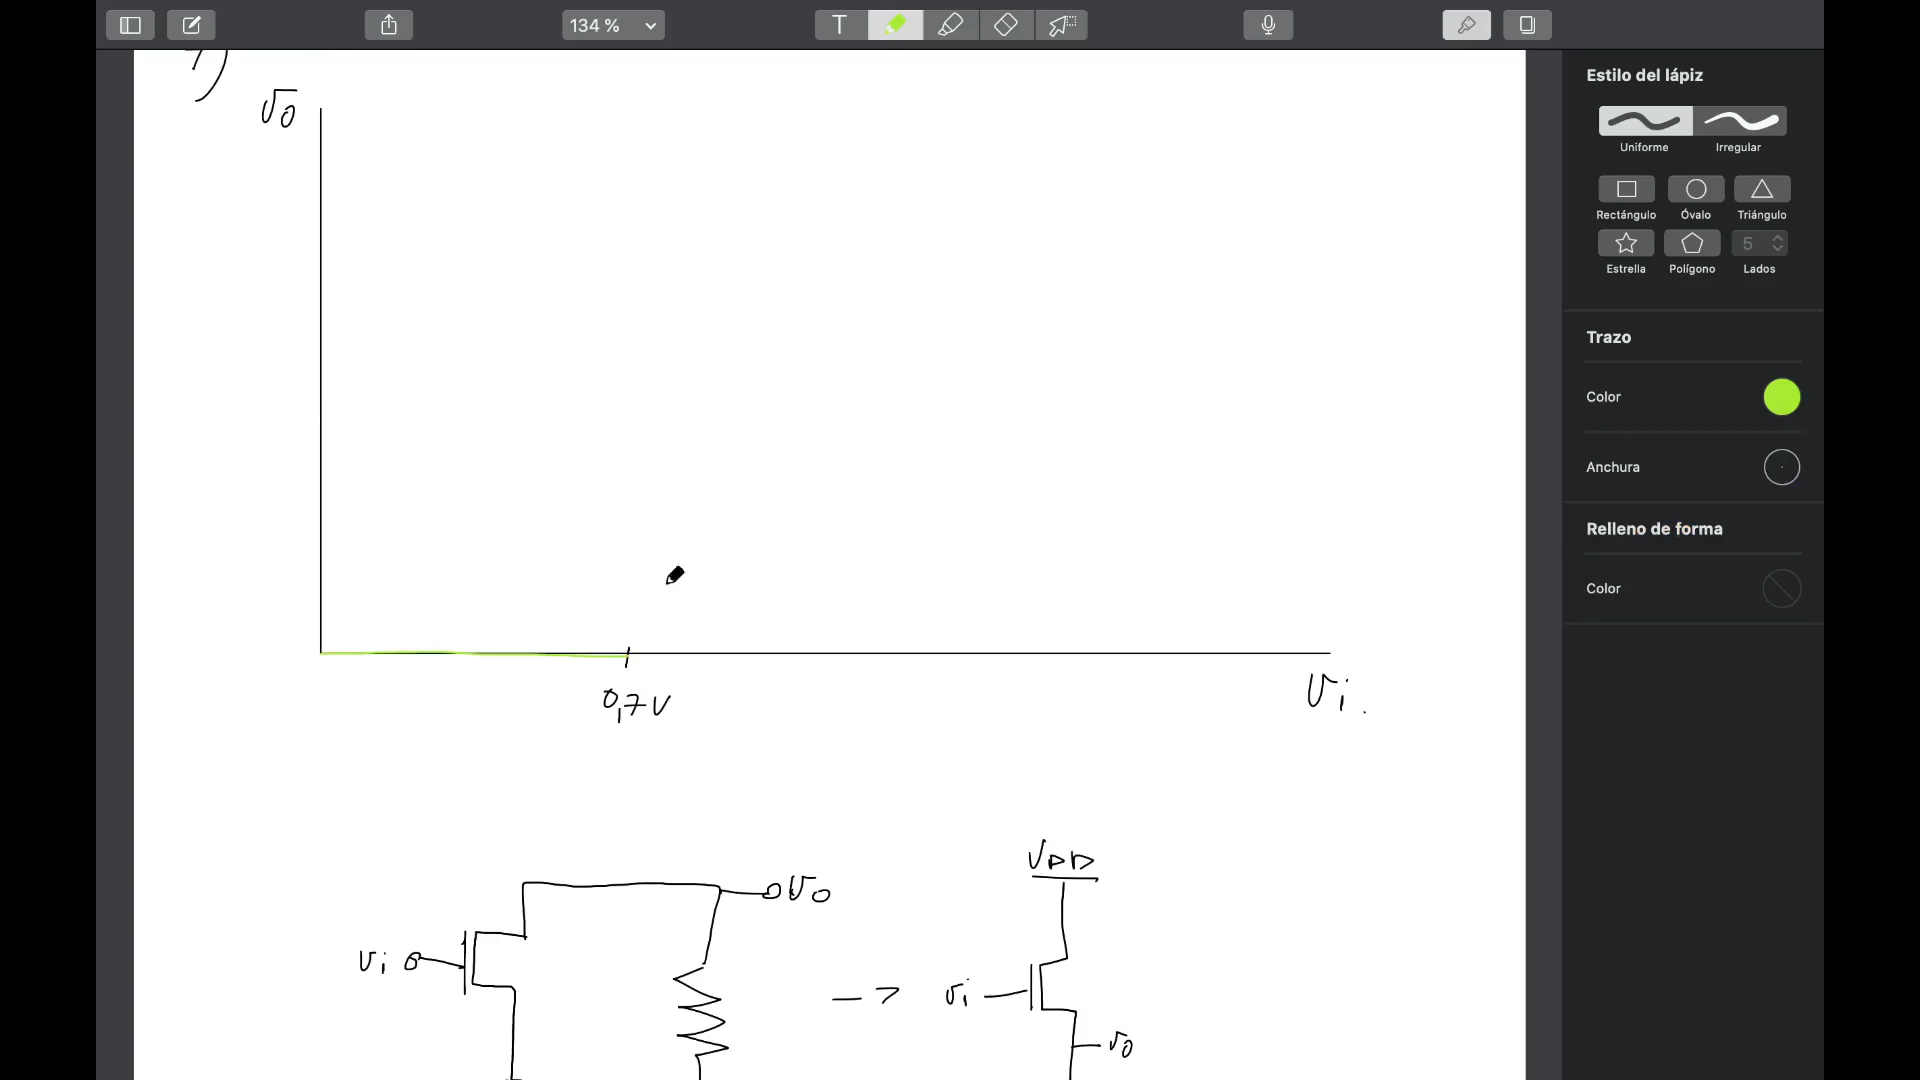 134 %
T
Estilo del lápiz
Uniforme
Irregular
Rectángulo
Óvalo
Triángulo
5
Estrella
Polígono
Lados
Trazo
Color
Anchura
Relleno de forma
Color
vo
0,7V
Vi
VDD
vo
vi
vi
vo